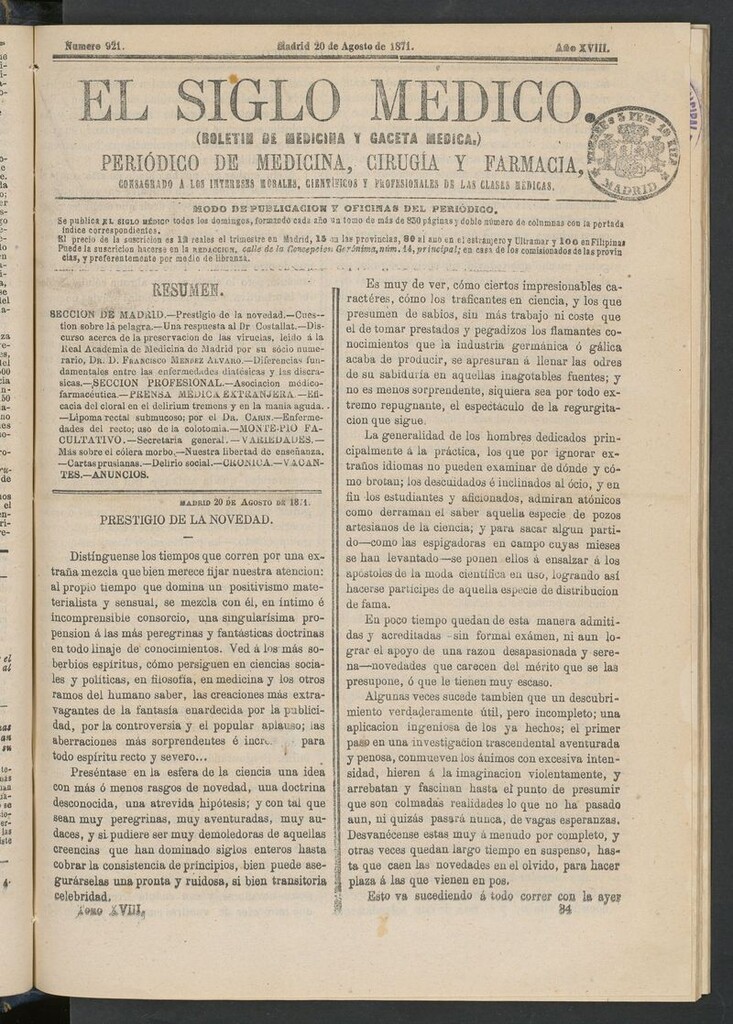 Numero 921.
Madrid 20 de Agosto de 1871.
Año XVIII.
EL SIGLO MEDICO.
(BOLETIN DE MEDICINA Y GACETA MEDICA.)
PERIÓDICO DE MEDICINA, CIRUGÍA Y FARMACIA,
CONSAGRADO A LOS INTERESES MORALES, CIENTÍFICOS Y PROFESIONALES DE LAS CLASES MÉDICAS.
MADRID
MODO DE PUBLICACION Y OFICINAS DEL PERIÓDICO.
Se publica EL SIGLO MÉDICO todos los domingos, formando cada año un tomo de más de 830 páginas y doble número de columnas con la portada
índice correspondientes.
El precio de la suscricion es 12 reales el trimestre en Madrid, 15 en las provincias, 80 al ano en el estranjero y Ultramar y 100 en Filipinas
Puede la suscricion hacerse en la REDACCION, calle de la Concepcion Gerónima, núm. 14, principal; en casa de los comisionados de la provin
cias, y preferentemente por medio de libranza.
RESUMEN.
SECCION DE MADRID.—Prestigio de la novedad.—Cues-
tion sobre lá pelagra.—Una respuesta al Dr Costallat.—Dis-
curso acerca de la preservacion de las viruelas, leido á la
Real Academia de Medicina de Madrid por su sócio nume-
rario, DR. D. FRANCISCO MENDEZ ALVARO.—Diferencias fun-
damentales entre las enfermedades diatésicas y las discra-
sicas.—SECCION PROFESIONAL.—Asociacion médico-
farmacéutica.—PRENSA MÉDICA EXTRANJERA.—Efi-
cacia del cloral en el delirium tremens y en la mania aguda.
—Lipoma rectal submucoso; por el DR. CARIN.—Enferme-
dades del recto; uso de la colotomia.—MONTE-PIO FA-
CULTATIVO.—Secretaria general.—VARIEDADES.—
Más sobre el cólera morbo.—Nuestra libertad de enseñanza.
—Cartas prusianas.—Delirio social.—CRONICA.—VACAN-
TES.—ANUNCIOS.
MADRID 20 DE AGOSTO DE 1871.
PRESTIGIO DE LA NOVEDAD.
Distínguense los tiempos que corren por una ex-
traña mezcla que bien merece fijar nuestra atencion:
al propio tiempo que domina un positivismo mate-
terialista y sensual, se mezcla con él, en íntimo é
incomprensible consorcio, una singularísima pro-
pension á las más peregrinas y fantásticas doctrinas
en todo linaje de conocimientos. Ved á los más so-
berbios espíritus, cómo persiguen en ciencias socia-
les y políticas, en filosofía, en medicina y los otros
ramos del humano saber, las creaciones más extra-
vagantes de la fantasía enardecida por la publici-
dad, por la controversia y el popular aplauso; las
aberraciones más sorprendentes é para
todo espíritu recto y severo...
Preséntase en la esfera de la ciencia una idea
con más ó ménos rasgos de novedad, una doctrina
desconocida, una atrevida hipótesis; y con tal que
sean muy peregrinas, muy aventuradas, muy au-
daces, y si pudiere ser muy demoledoras de aquellas
creencias que han dominado siglos enteros hasta
cobrar la consistencia de principios, bien puede ase-
gurárselas una pronta y ruidosa, si bien transitoria
celebridad.
Tomo XVIII.
Es muy de ver, cómo ciertos impresionables ca-
ractéres, cómo los traficantes en ciencia, y los que
presumen de sabios, sin más trabajo ni coste que
el de tomar prestados y pegadizos los flamantes co-
nocimientos que la industria germánica ó gálica
acaba de producir, se apresuran á llenar las odres
de su sabiduría en aquellas inagotables fuentes; y
no es menos sorprendente, siquiera sea por todo
extremo repugnante, el espectáculo de la regurgita-
cion que sigue.
La generalidad de los hombres dedicados prin-
cipalmente á la práctica, los que por ignorar ex-
traños idiomas no pueden examinar de dónde y có-
mo brotan; los descuidados é inclinados al ócio, y en
fin los estudiantes y aficionados, admiran atónicos
como derraman el saber aquella especie de pozos
artesianos de la ciencia; y para sacar algun parti-
do—como las espigadoras en campo cuyas mieses
se han levantado—se ponen ellos á ensalzar á los
apóstoles de la moda científica en uso, logrando así
hacerse partícipes de aquella especie de distribucion
de fama.
En poco tiempo quedan de esta manera admiti-
das y acreditadas —sin formal exámen, ni aun lo-
grar el apoyo de una razon desapasionada y sere-
rena—novedades que carecen del mérito que se las
presupone, ó que le tienen muy escaso.
Algunas veces sucede tambien que un descubri-
miento verdaderamente útil, pero incompleto; una
aplicacion ingeniosa de los ya hechos; el primer
paso en una investigacion trascendental aventurada
y penosa, conmueven los ánimos con excesiva inten-
sidad, hieren á la imaginacion violentamente, y
arrebatan y fascinan hasta el punto de presumir
que son colmadas realidades lo que no ha pasado
aun, ni quizás pasará nunca, de vagas esperanzas.
Desvanécense estas muy á menudo por completo, y
otras veces quedan largo tiempo en suspenso, has-
ta que caen las novedades en el olvido, para hacer
plaza á las que vienen en pos.
Esto va sucediendo á todo correr con la ayer
84